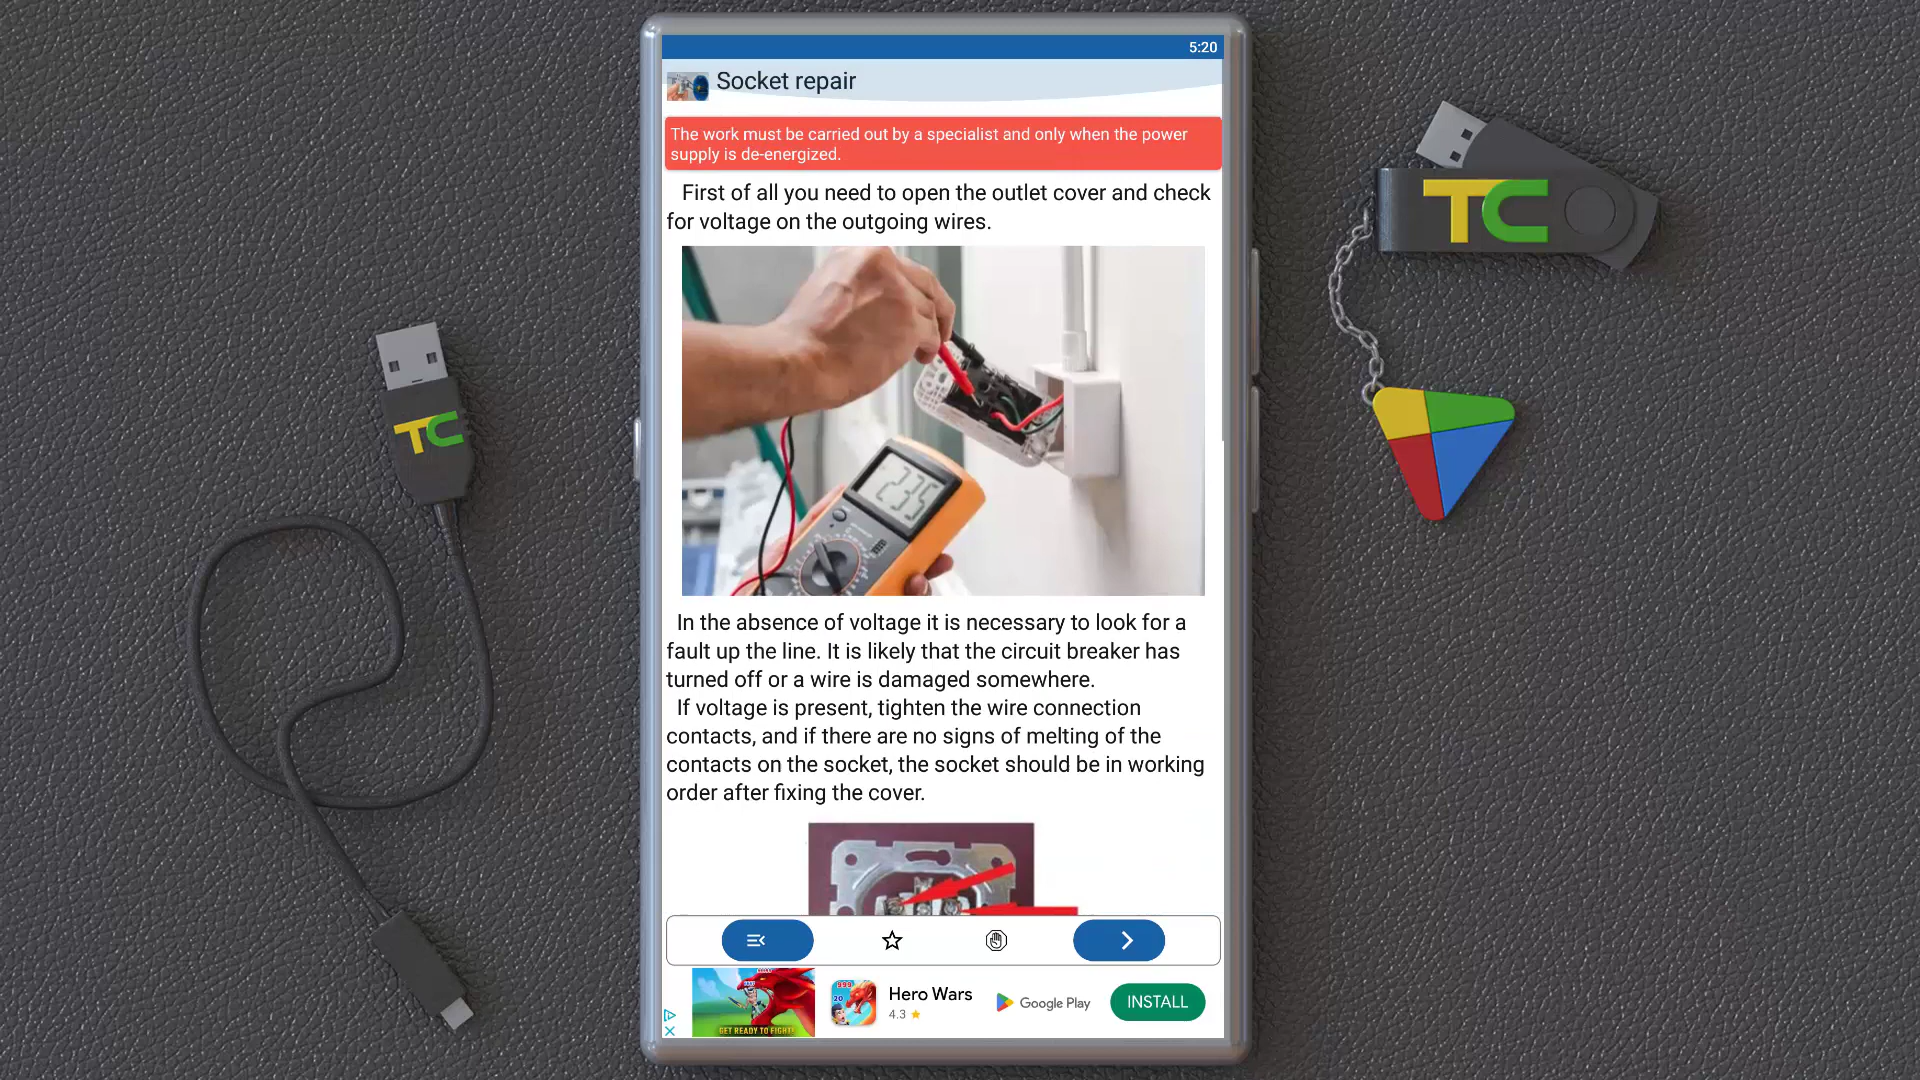 5:20
Socket repair
The work must be carried out by a specialist and only when the power
supply is de-energized.
First of all you need to open the outlet cover and check
for voltage on the outgoing wires.
235
In the absence of voltage it is necessary to look for a
fault up the line. It is likely that the circuit breaker has
turned off or a wire is damaged somewhere.
If voltage is present, tighten the wire connection
contacts, and if there are no signs of melting of the
contacts on the socket, the socket should be in working
order after fixing the cover.
GET READY TO FIGHT!
999
20
Hero Wars
4.3
Google Play
INSTALL
TC
TC